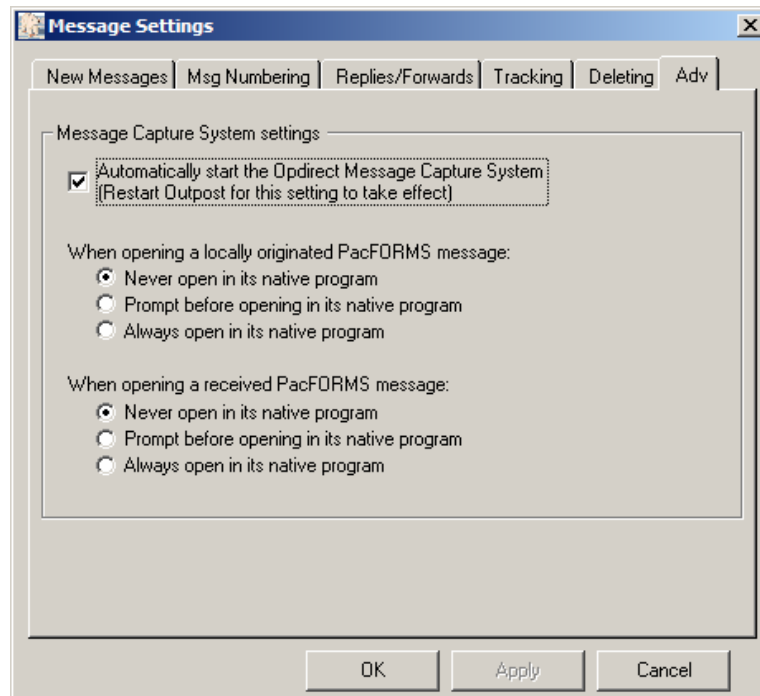 Message Settings
New Messages
Msg Numbering
Replies/Forwards
Tracking
Deleting
Adv
Message Capture System settings
Automatically start the Opdirect Message Capture System
(Restart Outpost for this setting to take effect)
When opening a locally originated PacFORMS message:
Never open in its native program
Prompt before opening in its native program
Always open in its native program
When opening a received PacFORMS message:
Never open in its native program
Prompt before opening in its native program
Always open in its native program
OK
Apply
Cancel